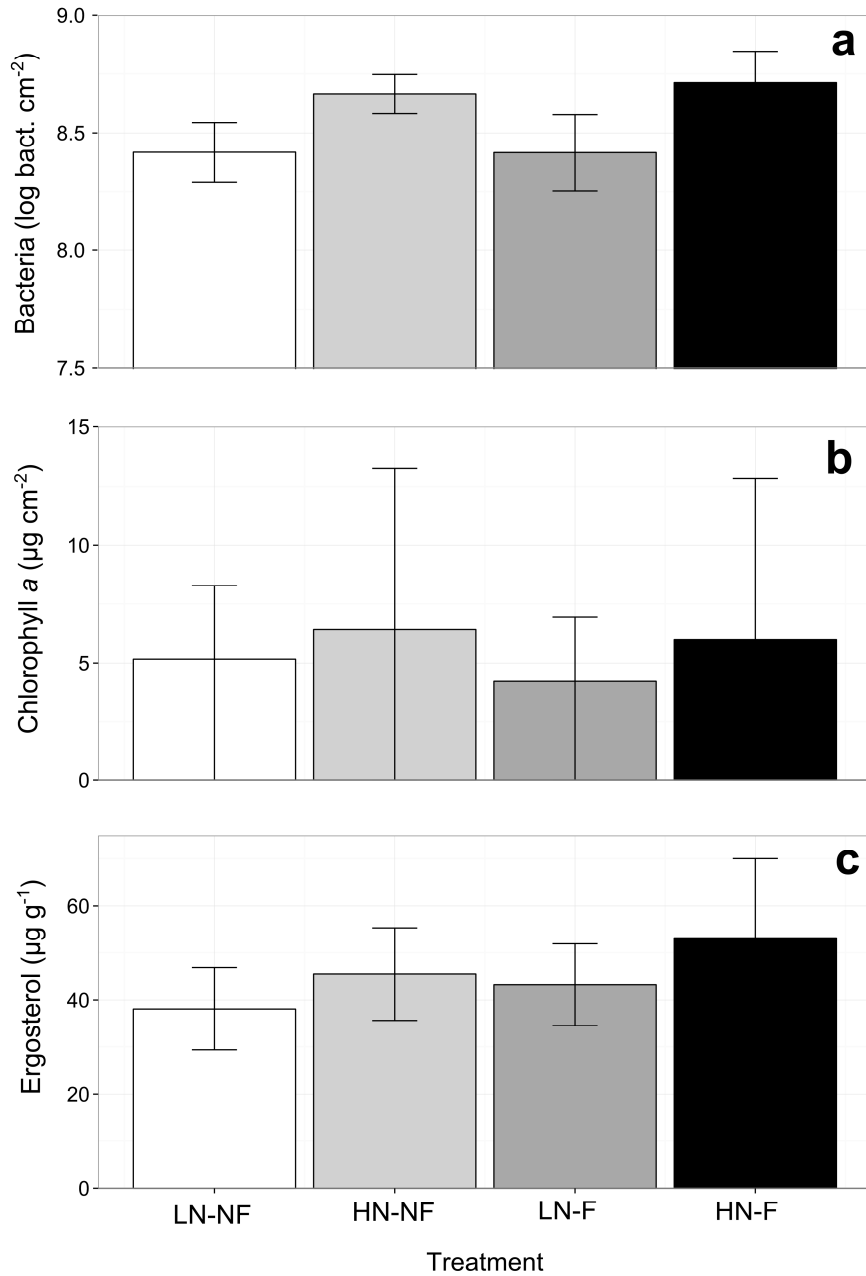 a
Bacteria (log bact. cm-2)
9.0
8.5
8.0
7.5
b
Chlorophyll a (µg cm-2)
15
10
5
0
c
Ergosterol (µg g-1)
60
40
20
0
LN-NF HN-NF LN-F HN-F
Treatment